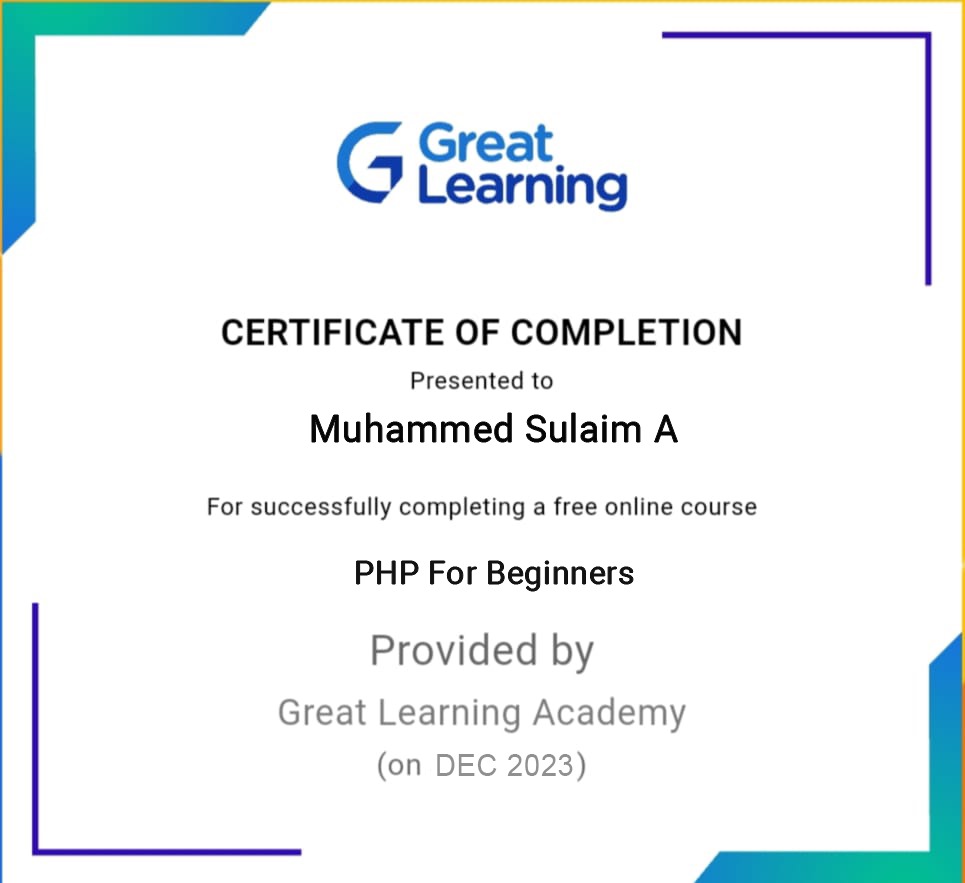 Great
Learning
CERTIFICATE OF COMPLETION
Presented to
Muhammed Sulaim A
For successfully completing a free online course
PHP For Beginners
Provided by
Great Learning Academy
(on DEC 2023)